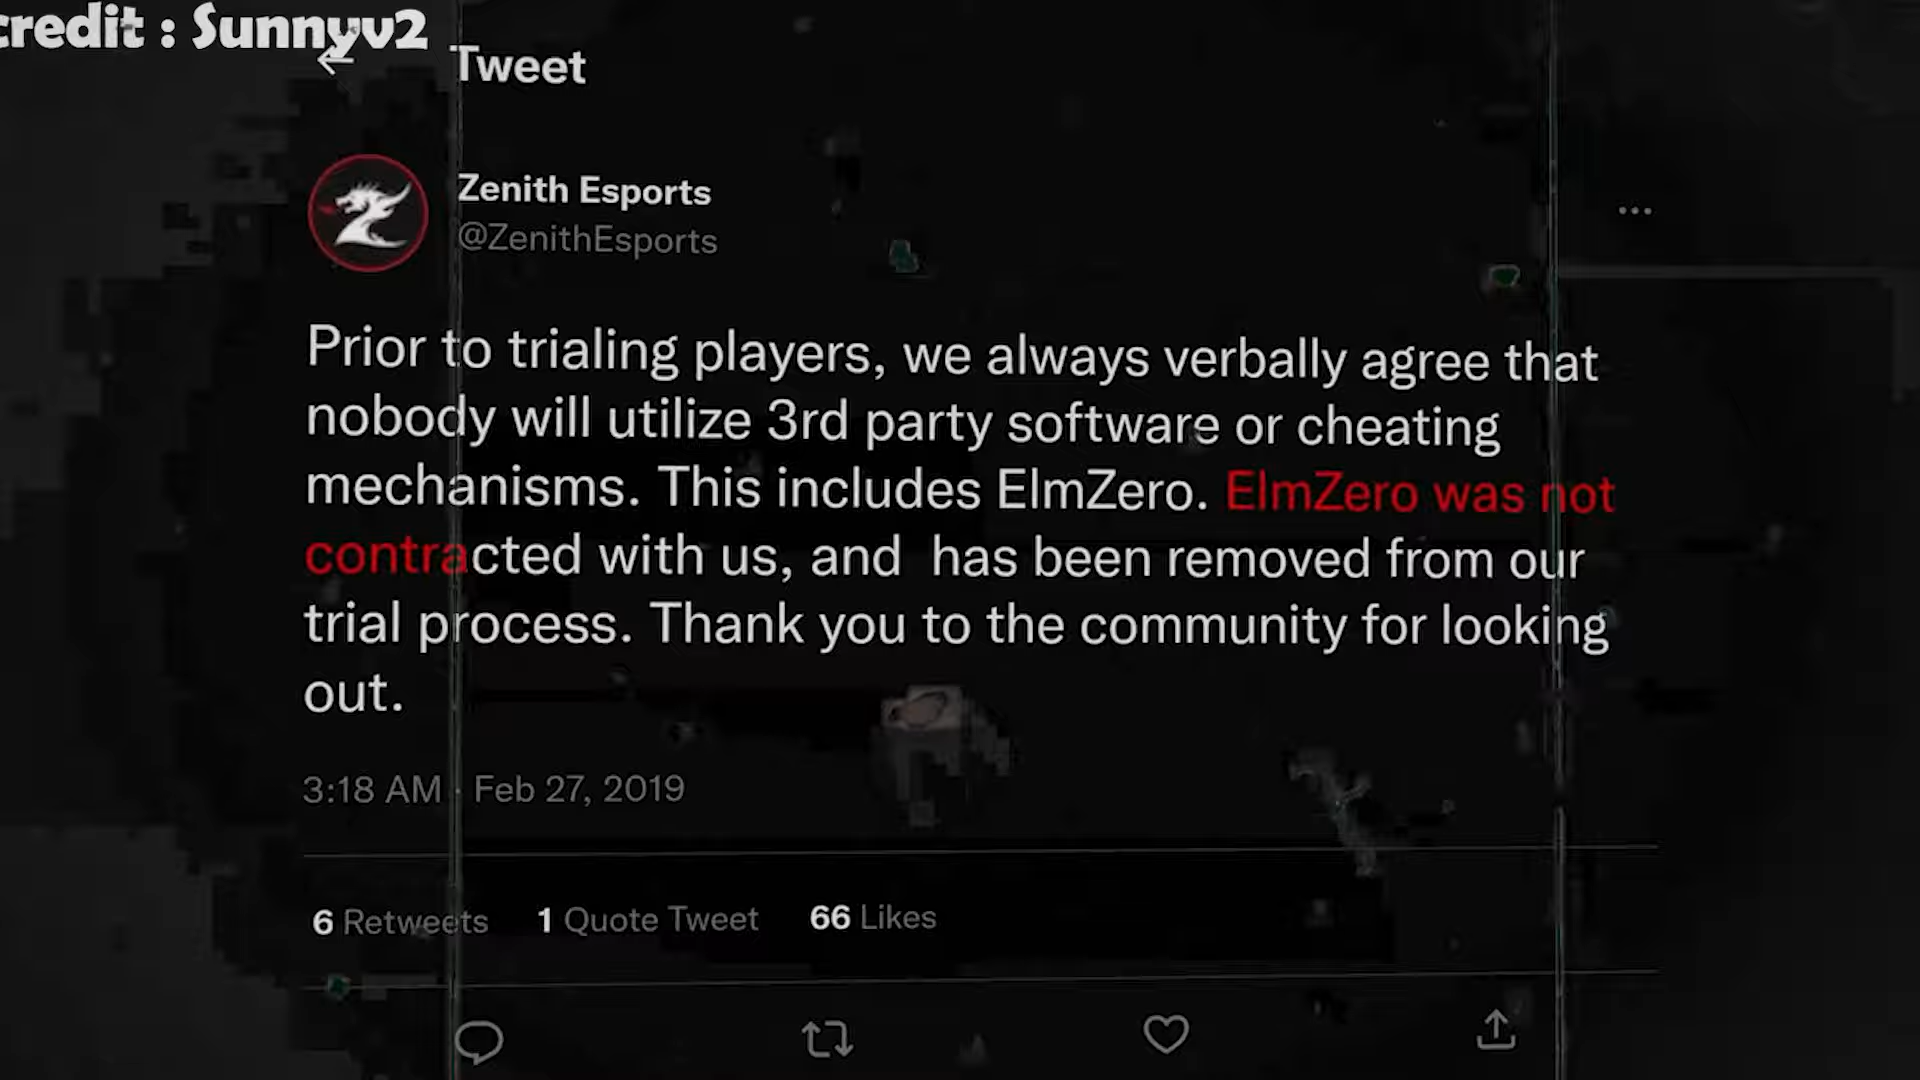 credit : Sunnyv2
Tweet
Zenith Esports
@ZenithEsports
Prior to trialing players, we always verbally agree that
nobody will utilize 3rd party software or cheating
mechanisms. This includes ElmZero. ElmZero was not
contracted with us, and has been removed from our
trial process. Thank you to the community for looking
out.
3:18 AM · Feb 27, 2019
6 Retweets 1 Quote Tweet 66 Likes